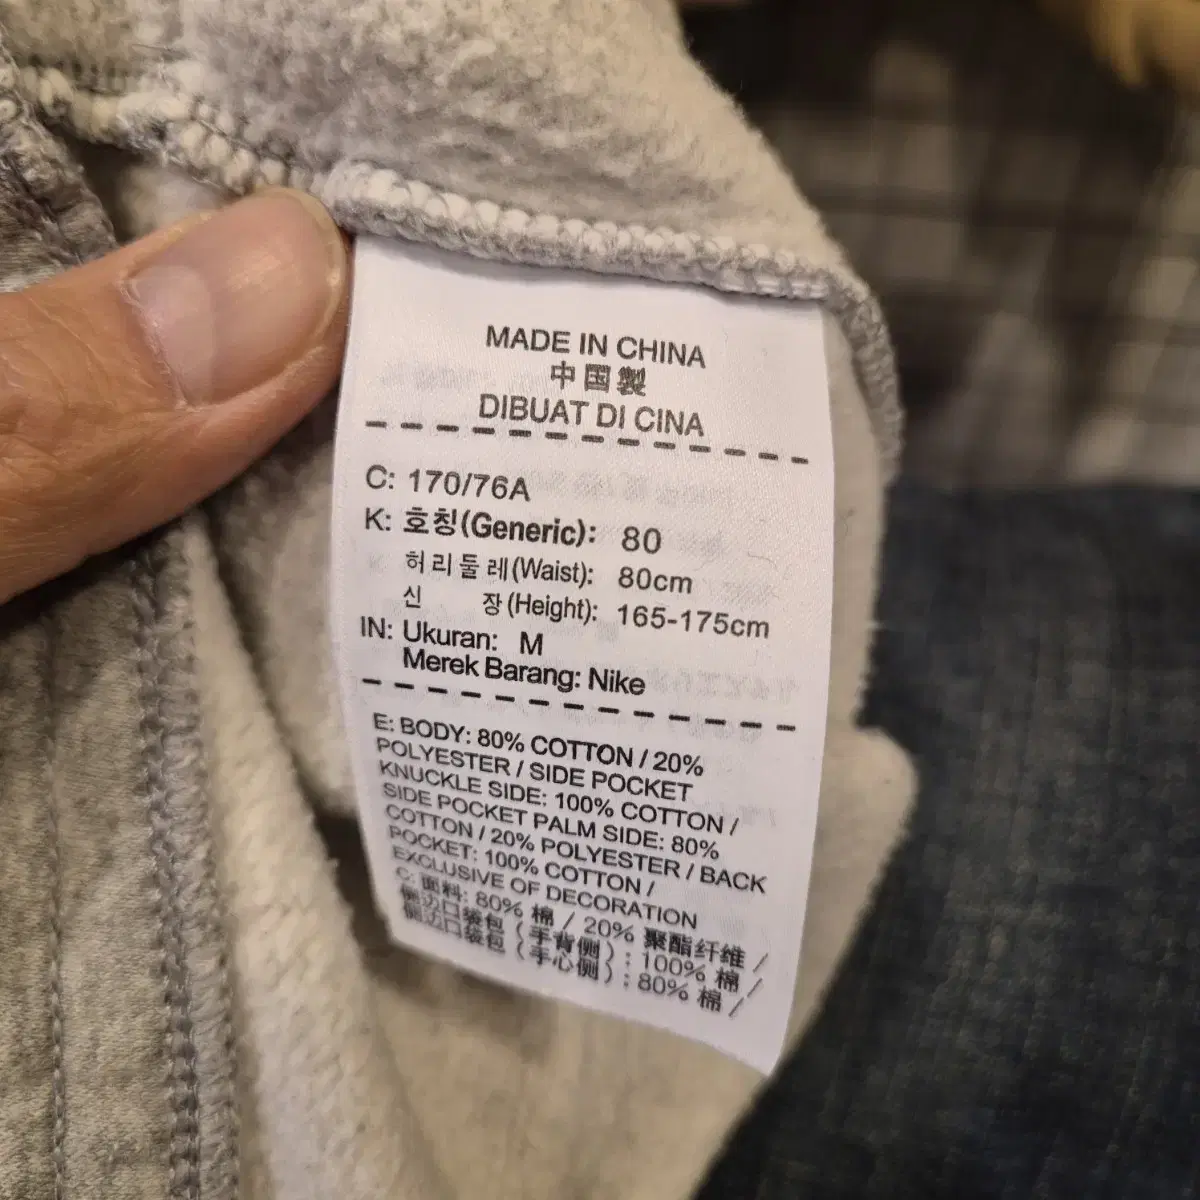 MADE IN CHINA
中国製
DIBUAT DI CINA
C: 170/76A
K: 호칭(Generic): 80
허리둘레(Waist): 80cm
신 장(Height): 165-175cm
IN: Ukuran: M
Merek Barang: Nike
E: BODY: 80% COTTON / 20%
POLYESTER / SIDE POCKET
KNUCKLE SIDE: 100% COTTON /
SIDE POCKET PALM SIDE: 80%
COTTON / 20% POLYESTER / BACK
POCKET: 100% COTTON /
EXCLUSIVE OF DECORATION
C: 面料: 80% 棉 / 20% 聚酯纤维 /
侧边口袋包（手背侧）: 100% 棉 /
侧边口袋包（手心侧）: 80% 棉 /